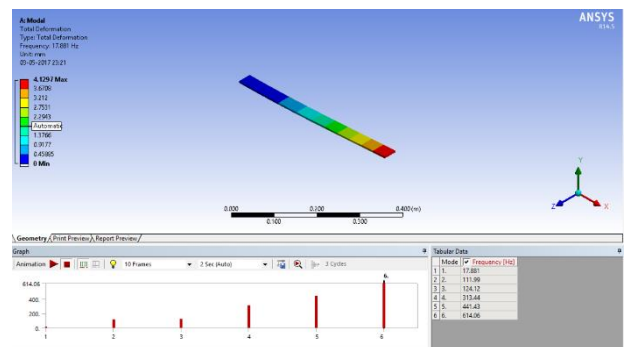 A: Modal
Total Deformation
Type: Total Deformation
Frequency: 17.881 Hz
Unit: mm
03-05-2017 23:21
4.1297 Max
3.6709
3.212
2.7531
2.2943
Automatic
1.3766
0.9177
0.45885
0 Min
ANSYS
R14.5
0.000
0.100
0.200
0.300
0.400 (m)
Y
Z
X
Geometry / Print Preview / Report Preview /
Graph
Animation
10 Frames
2 Sec (Auto)
3 Cycles
614.06
400.
200.
0.
6.
1
2
3
4
5
6
Tabular Data
Mode Frequency [Hz]
1 1. 17.881
2 2. 111.99
3 3. 124.12
4 4. 313.44
5 5. 441.43
6 6. 614.06